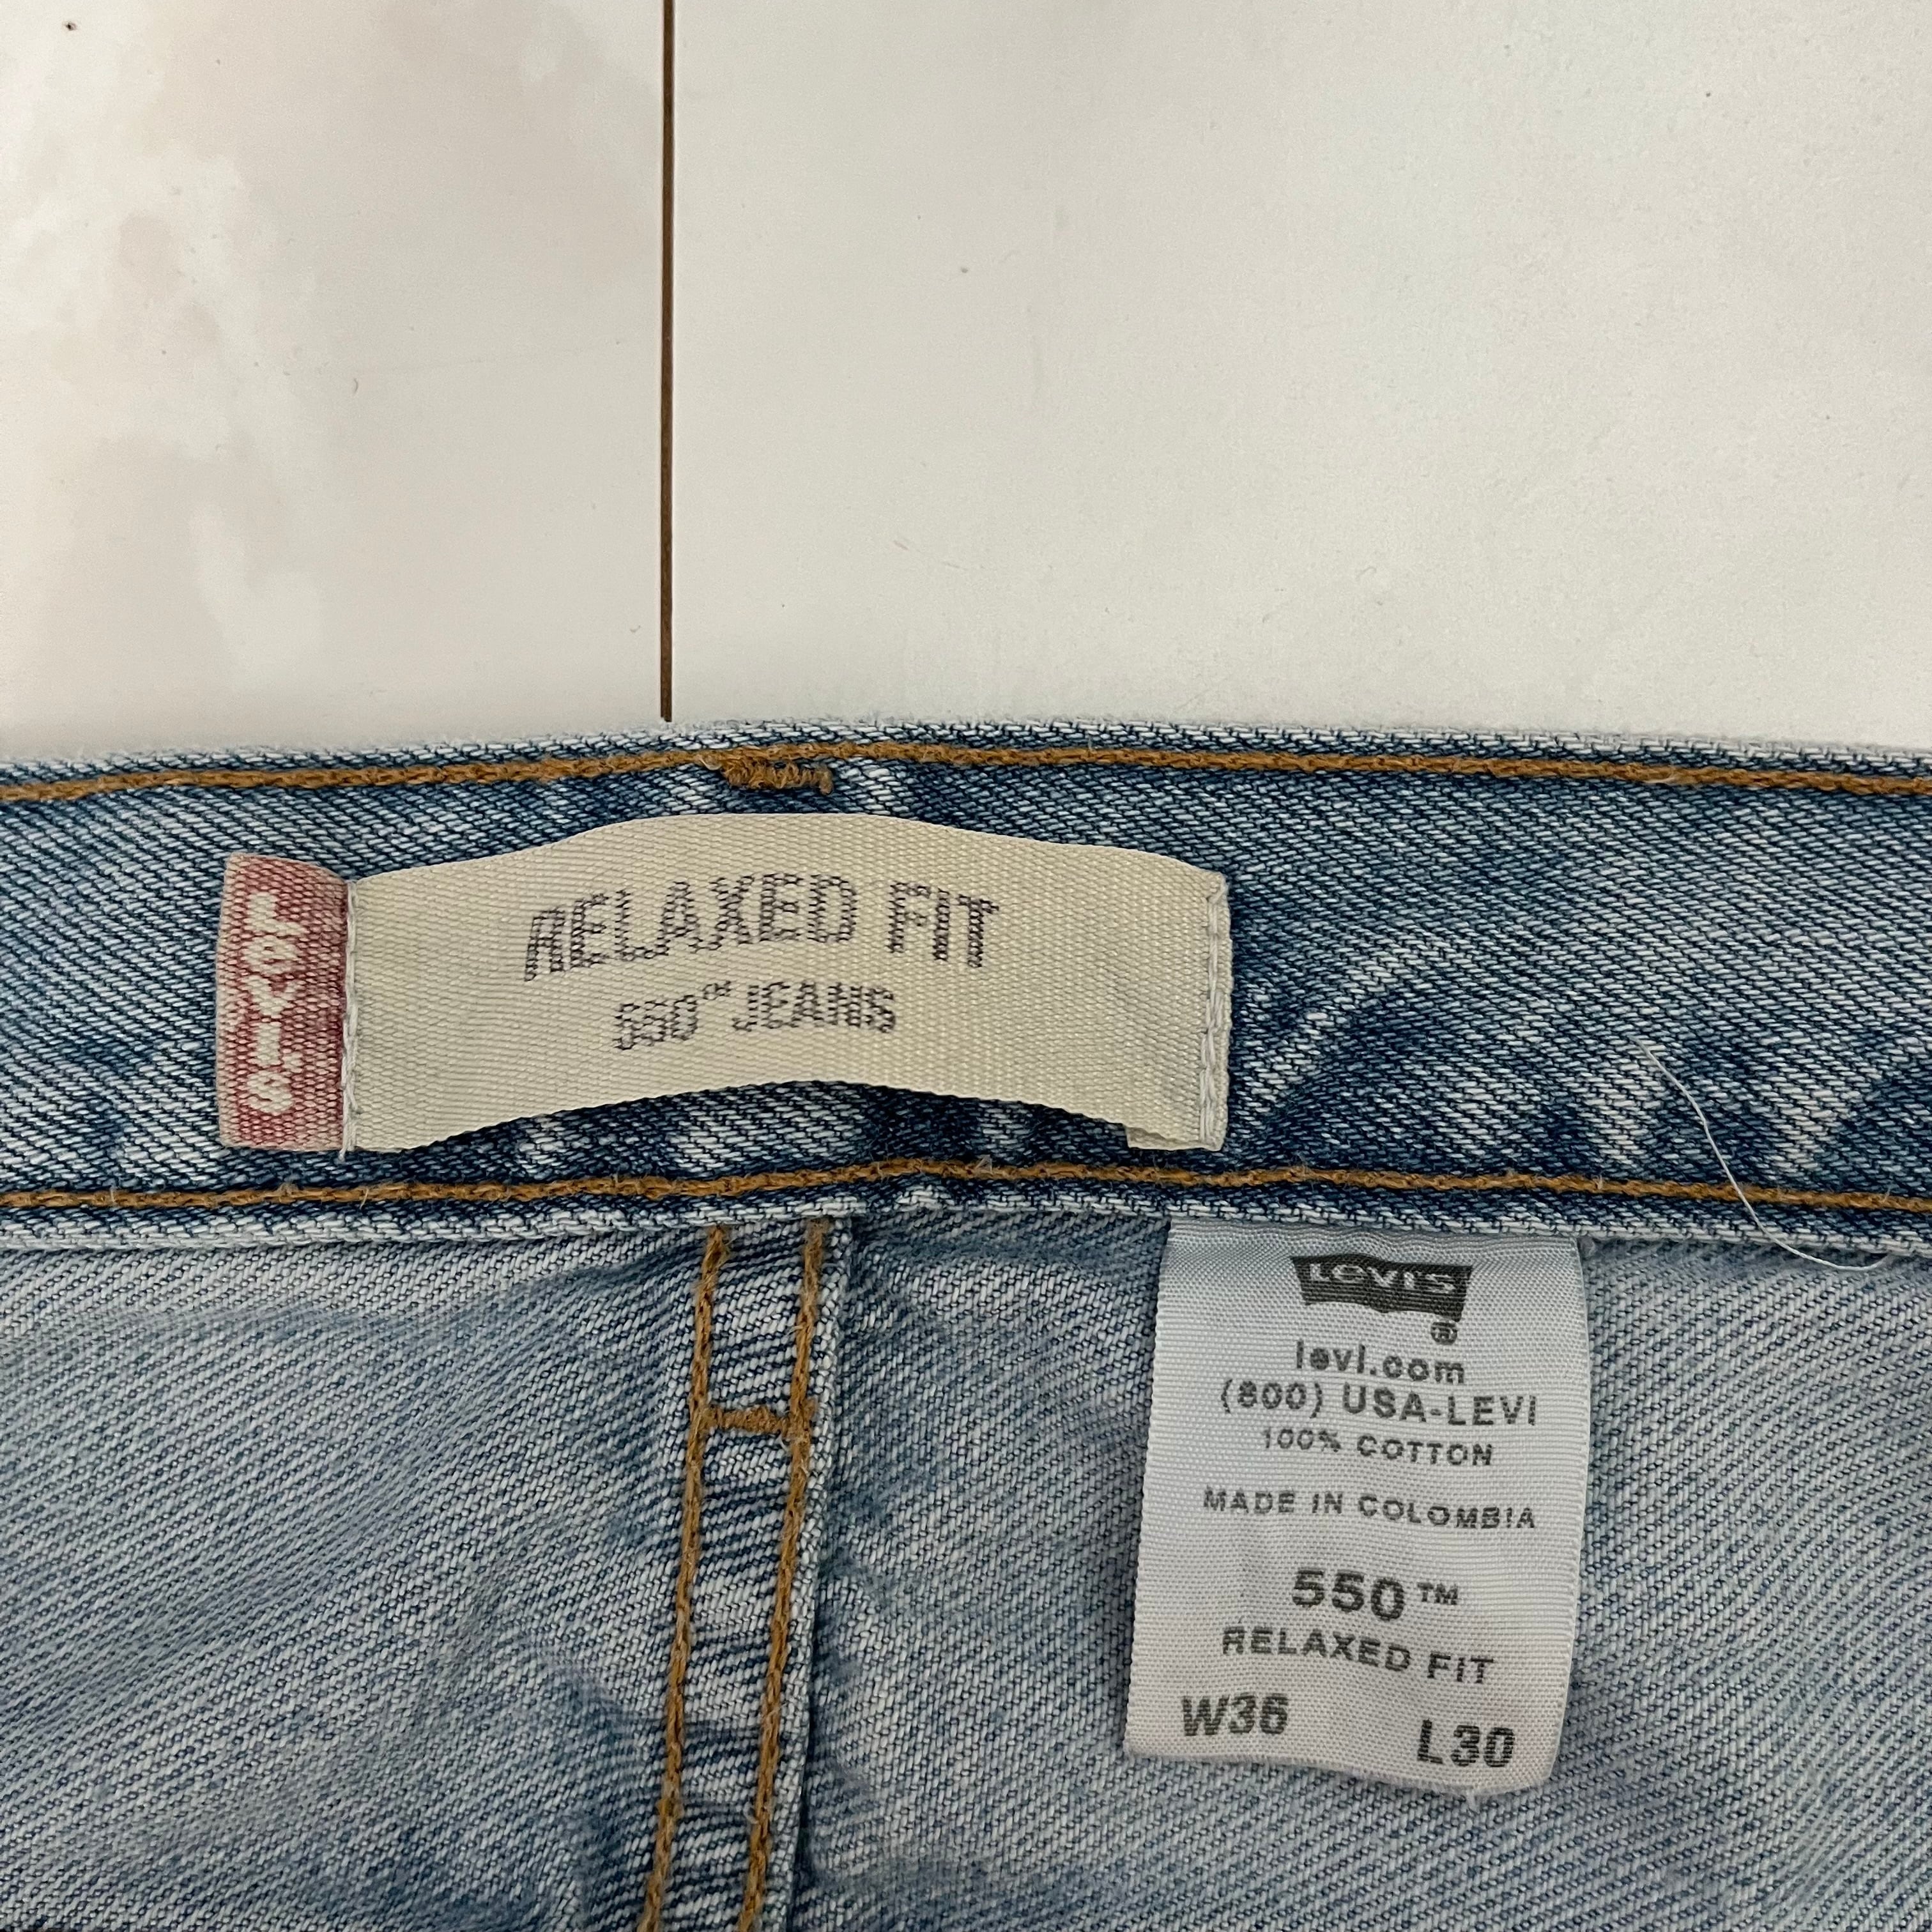 Levi's
RELAXED FIT
550™ JEANS
LEVI'S
®
levi.com
(800) USA-LEVI
100% COTTON
MADE IN COLOMBIA
550™
RELAXED FIT
W36 L30